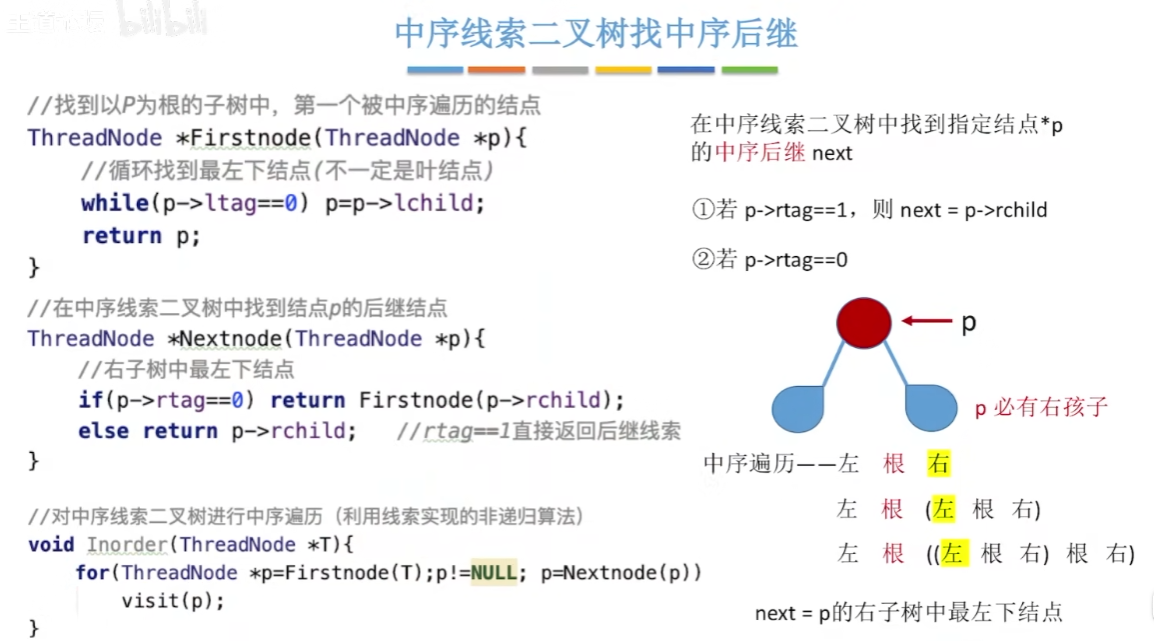 bilibili
中序线索二叉树找中序后继
//找到以P为根的子树中，第一个被中序遍历的结点
ThreadNode *Firstnode(ThreadNode *p){
//循环找到最左下结点(不一定是叶结点)
while(p->ltag==0) p=p->lchild;
return p;
}
//在中序线索二叉树中找到结点p的后继结点
ThreadNode *Nextnode(ThreadNode *p){
//右子树中最左下结点
if(p->rtag==0) return Firstnode(p->rchild);
else return p->rchild; //rtag==1直接返回后继线索
}
//对中序线索二叉树进行中序遍历（利用线索实现的非递归算法）
void Inorder(ThreadNode *T){
for(ThreadNode *p=Firstnode(T);p!=NULL; p=Nextnode(p))
visit(p);
}
在中序线索二叉树中找到指定结点*p
的中序后继 next
①若 p->rtag==1，则 next = p->rchild
②若 p->rtag==0
p
p 必有右孩子
中序遍历——左 根 右
左 根 (左 根 右)
左 根 ((左 根 右) 根 右)
next = p的右子树中最左下结点